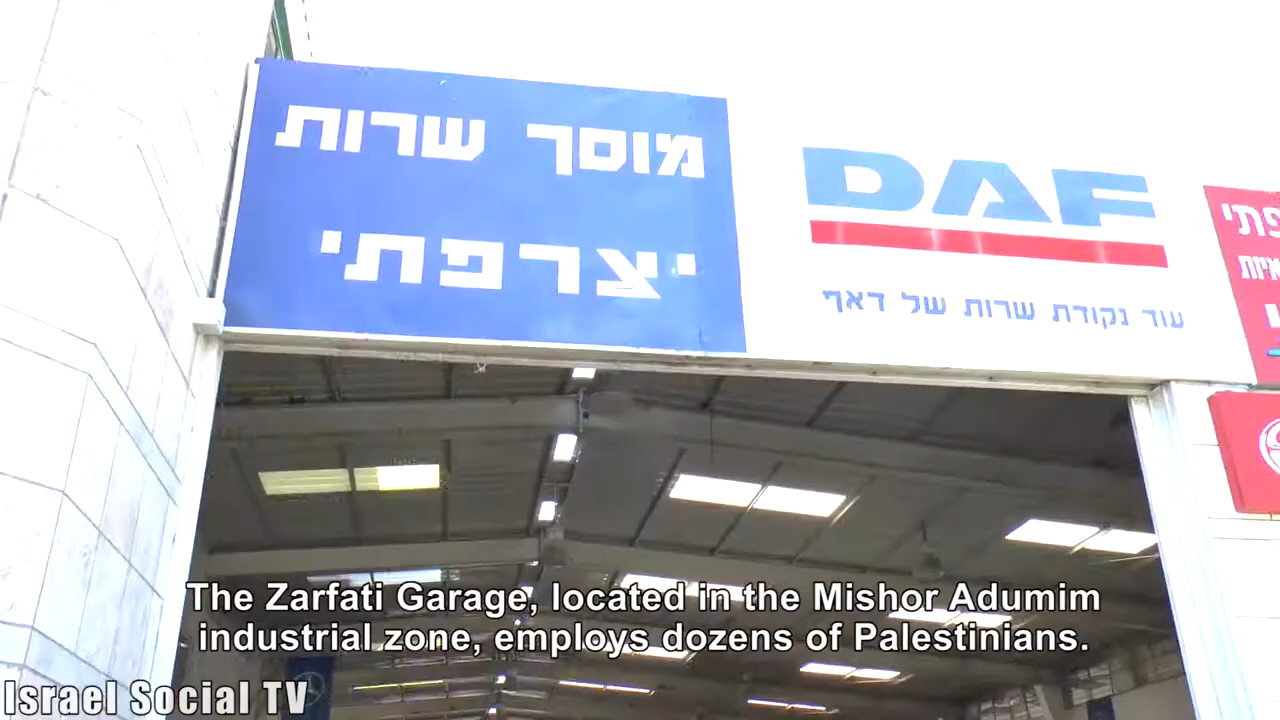 מוסך שרות
יצרפתי
DAF
עוד נקודת שרות של דאף
The Zarfati Garage, located in the Mishor Adumim
industrial zone, employs dozens of Palestinians.
Israel Social TV